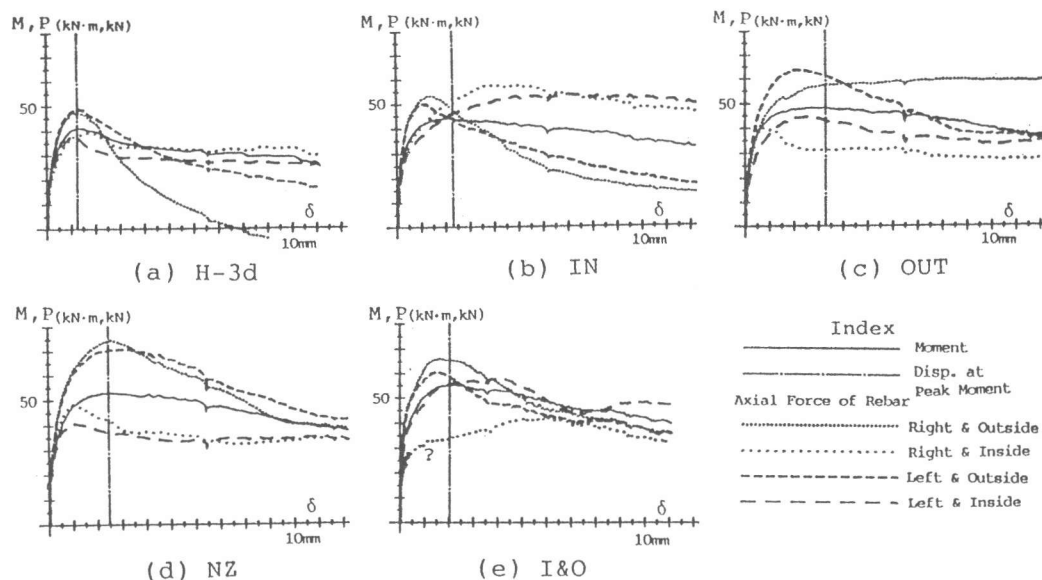 M,P(kN·m,kN)
50
δ
10mm
(a) H-3d
M,P(kN·m,kN)
50
δ
10mm
(b) IN
M,P(kN·m,kN)
50
δ
10mm
(c) OUT
M,P(kN·m,kN)
50
δ
10mm
(d) NZ
M,P(kN·m,kN)
50
?
δ
10mm
(e) I&O
Index
Moment
Disp. at
Peak Moment
Axial Force of Rebar
Right & Outside
Right & Inside
Left & Outside
Left & Inside